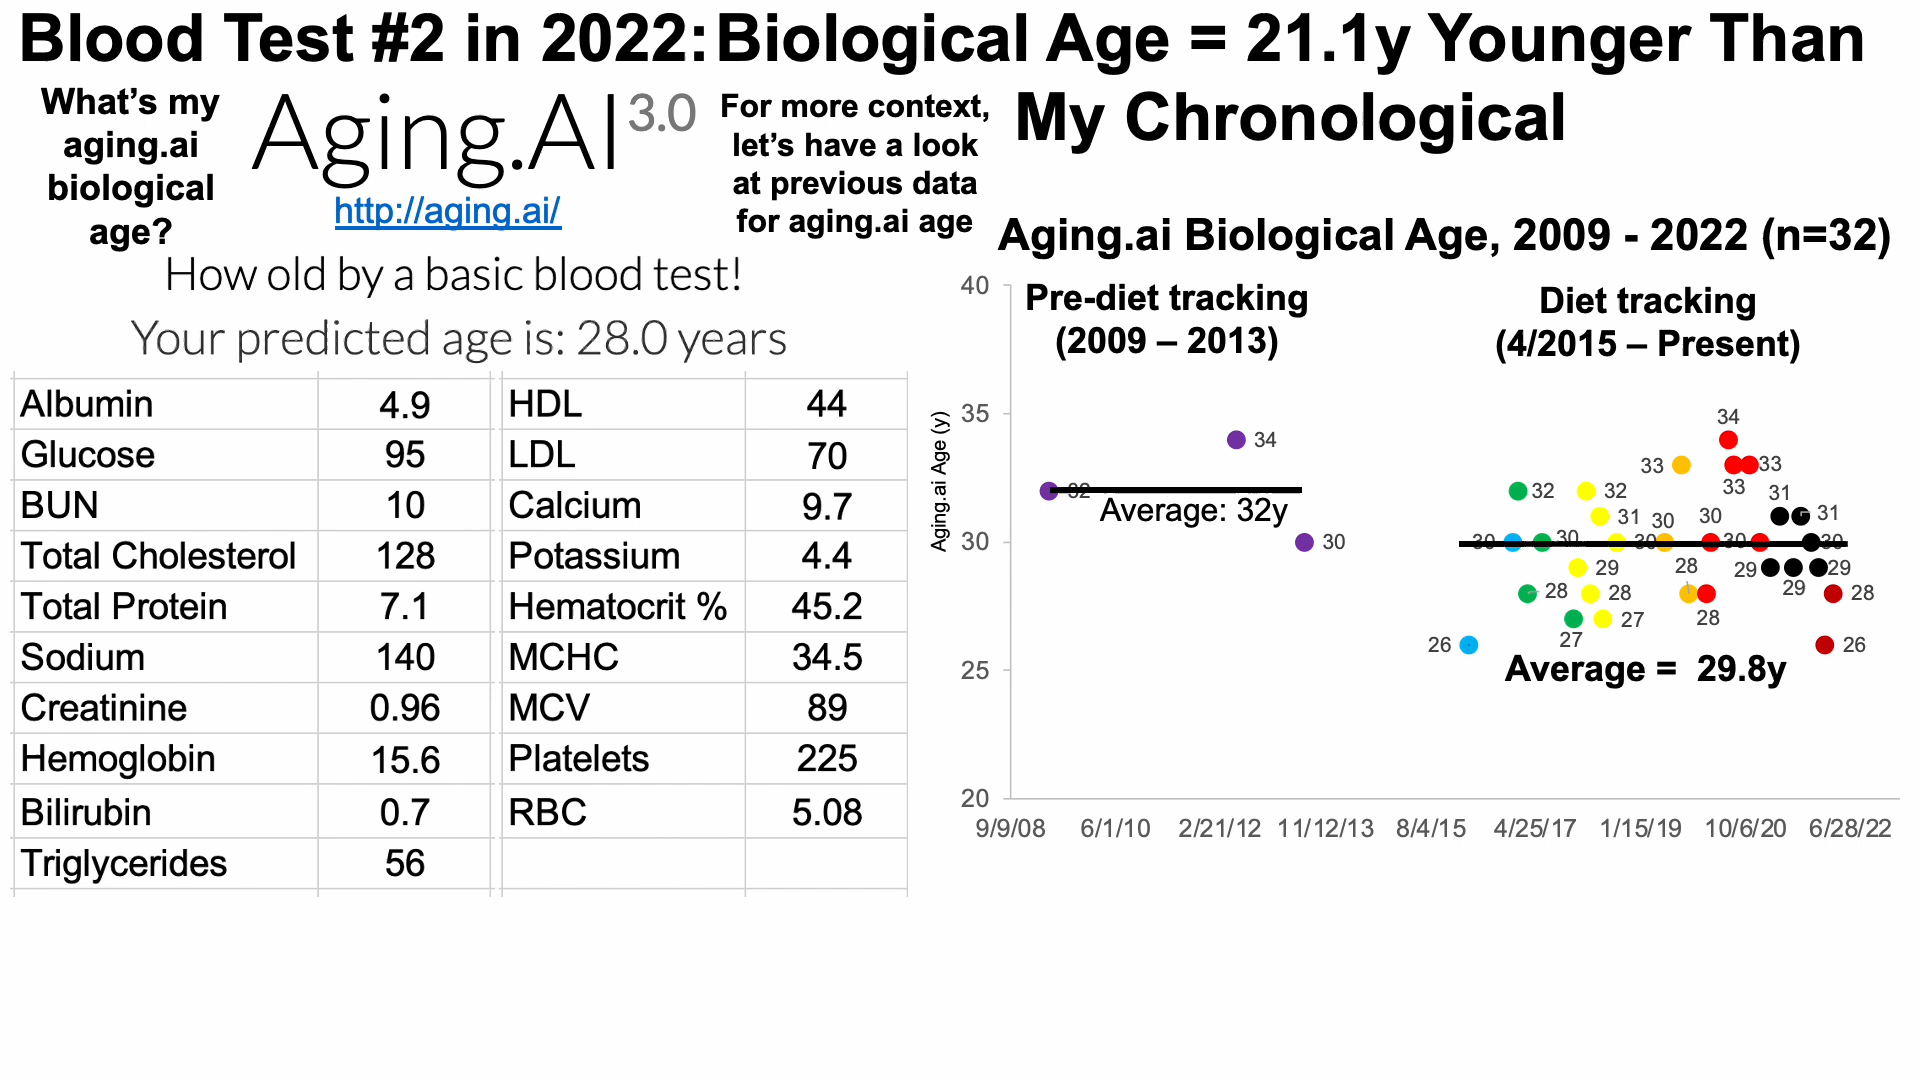 Blood Test #2 in 2022: Biological Age = 21.1y Younger Than
My Chronological
What's my
aging.ai
biological
age?
Aging.AI 3.0
http://aging.ai/
For more context,
let's have a look
at previous data
for aging.ai age
How old by a basic blood test!
Your predicted age is: 28.0 years
Albumin 4.9 HDL 44
Glucose 95 LDL 70
BUN 10 Calcium 9.7
Total Cholesterol 128 Potassium 4.4
Total Protein 7.1 Hematocrit % 45.2
Sodium 140 MCHC 34.5
Creatinine 0.96 MCV 89
Hemoglobin 15.6 Platelets 225
Bilirubin 0.7 RBC 5.08
Triglycerides 56
Aging.ai Biological Age, 2009 - 2022 (n=32)
Pre-diet tracking
(2009 – 2013)
Diet tracking
(4/2015 – Present)
Aging.ai Age (y)
40
35
30
25
20
34
34
33
33
33
32
32
32
31
31
31
Average: 32y
30
30
30
30
30
30
30
30
29
29
29
29
28
28
28
28
28
27
27
26
26
Average = 29.8y
9/9/08 6/1/10 2/21/12 11/12/13 8/4/15 4/25/17 1/15/19 10/6/20 6/28/22